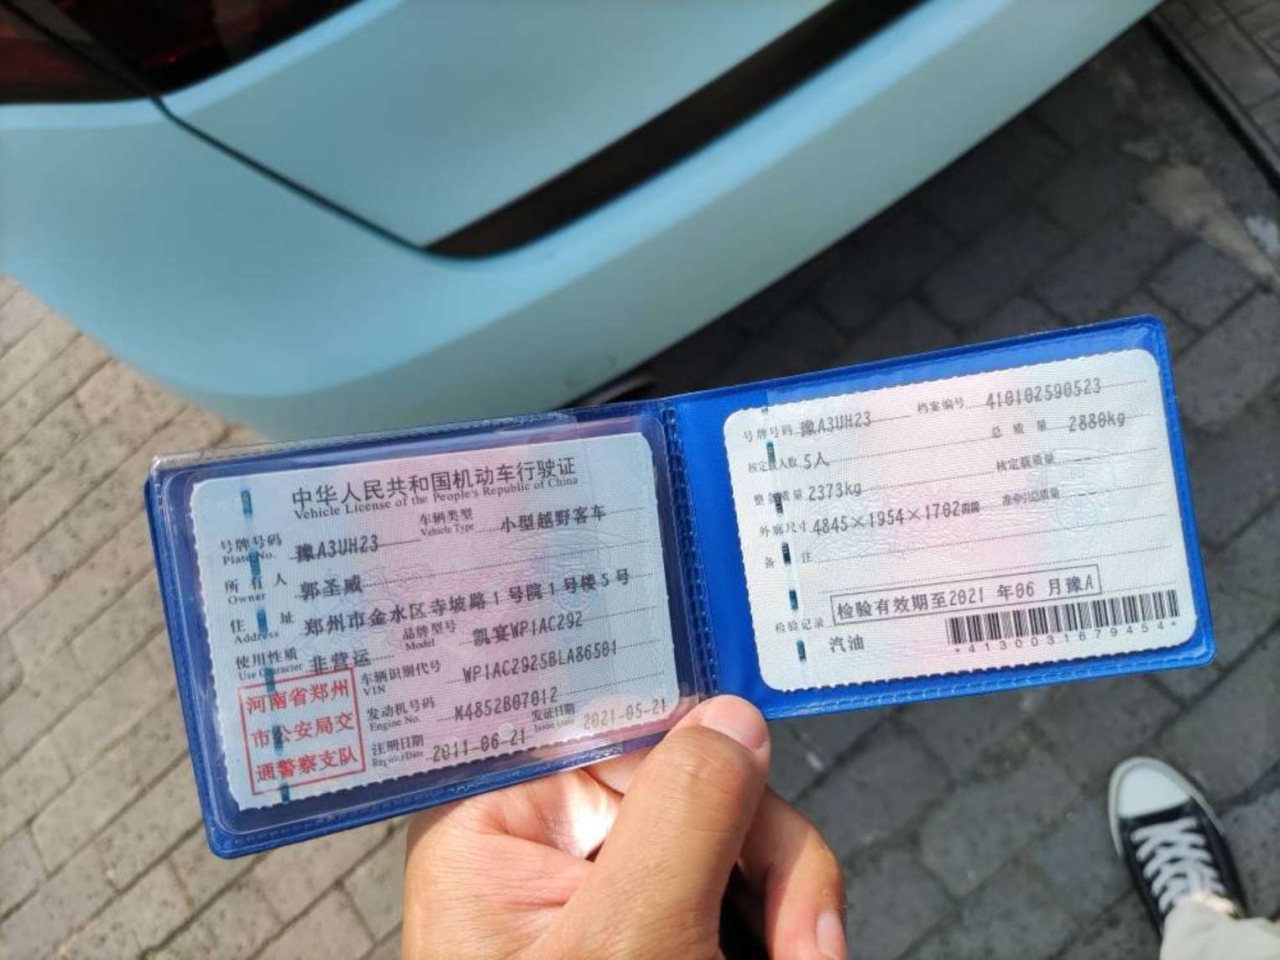 中华人民共和国机动车行驶证
Vehicle License of the People's Republic of China
号牌号码 豫A3UH23 车辆类型 小型越野客车
Plate No. Vehicle Type
所有人 郭圣威
Owner
住址 郑州市金水区寺坡路1号院1号楼5号
Address
使用性质 非营运 品牌型号 凯宴WP1AC292
Use Character Model
车辆识别代号 WP1AC2925BLA86501
VIN
发动机号码 M4852B07012
Engine No.
注册日期 2011-06-21 发证日期 2021-05-21
Register Date Issue Date
河南省郑州
市公安局交
通警察支队
号牌号码 豫A3UH23 档案编号 410102590523
核定载人数 5人 总质量 2880kg
整备质量 2373kg 核定载质量
外廓尺寸 4845×1954×1702mm 准牵引总质量
备注
检验有效期至2021 年06 月豫A
检验记录
汽油
*4130031679454*